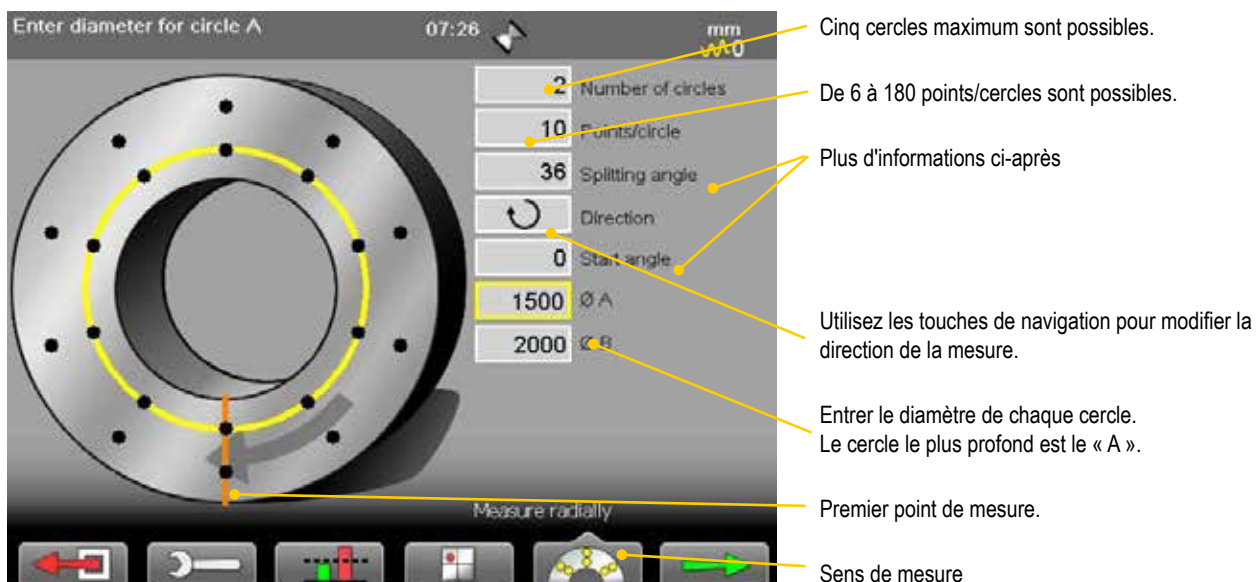 Enter diameter for circle A
07:26
mm
0
2 Number of circles
10 Points/circle
36 Splitting angle
Direction
0 Start angle
1500 Ø A
2000 Ø B
Measure radially
Cinq cercles maximum sont possibles.
De 6 à 180 points/cercles sont possibles.
Plus d'informations ci-après
Utilisez les touches de navigation pour modifier la
direction de la mesure.
Entrer le diamètre de chaque cercle.
Le cercle le plus profond est le « A ».
Premier point de mesure.
Sens de mesure